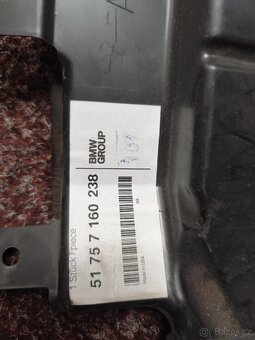 BMW
GROUP
51 75 7 160 238
1 Stück / piece
Made in USA